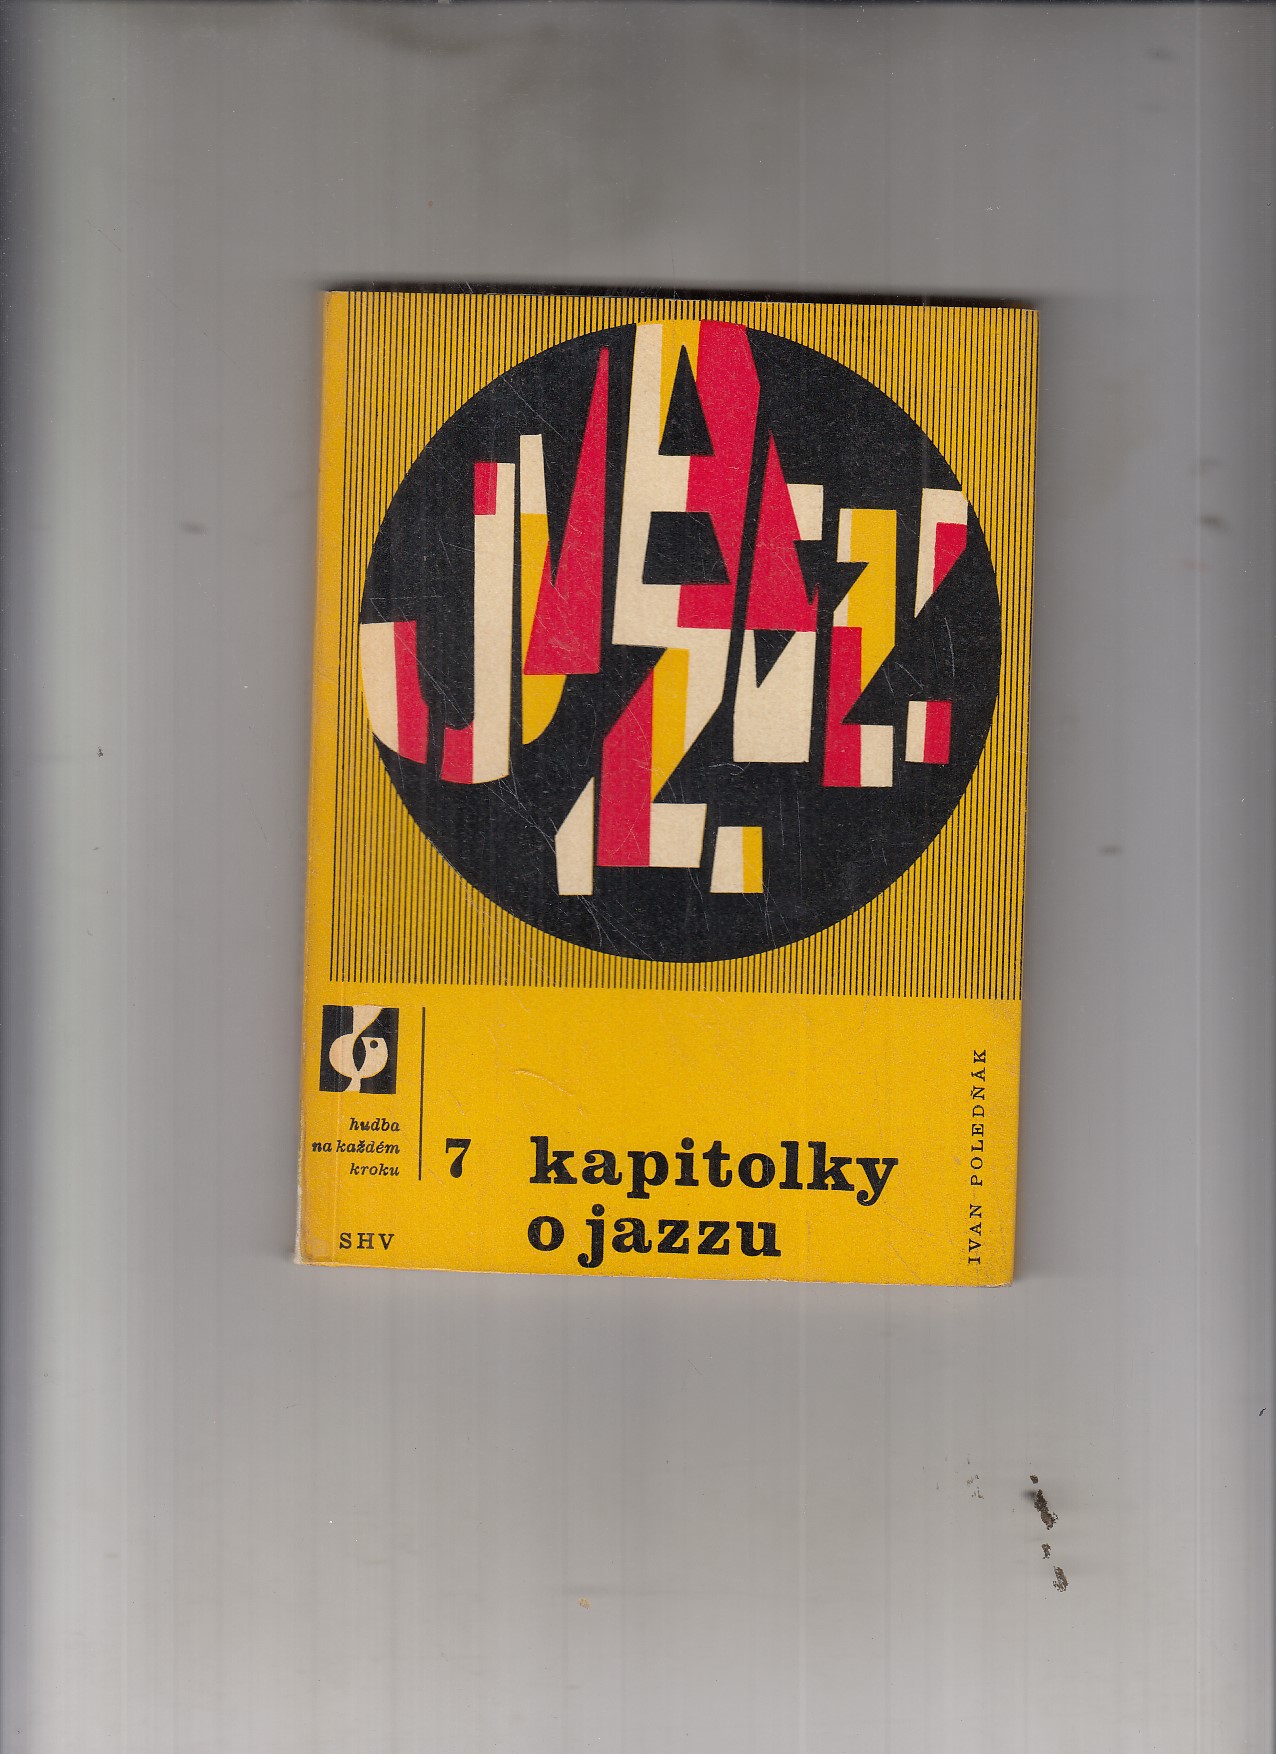 JAZZ
hudba
na každém
kroku
SHV
7
kapitolky
o jazzu
IVAN POLEDŇÁK